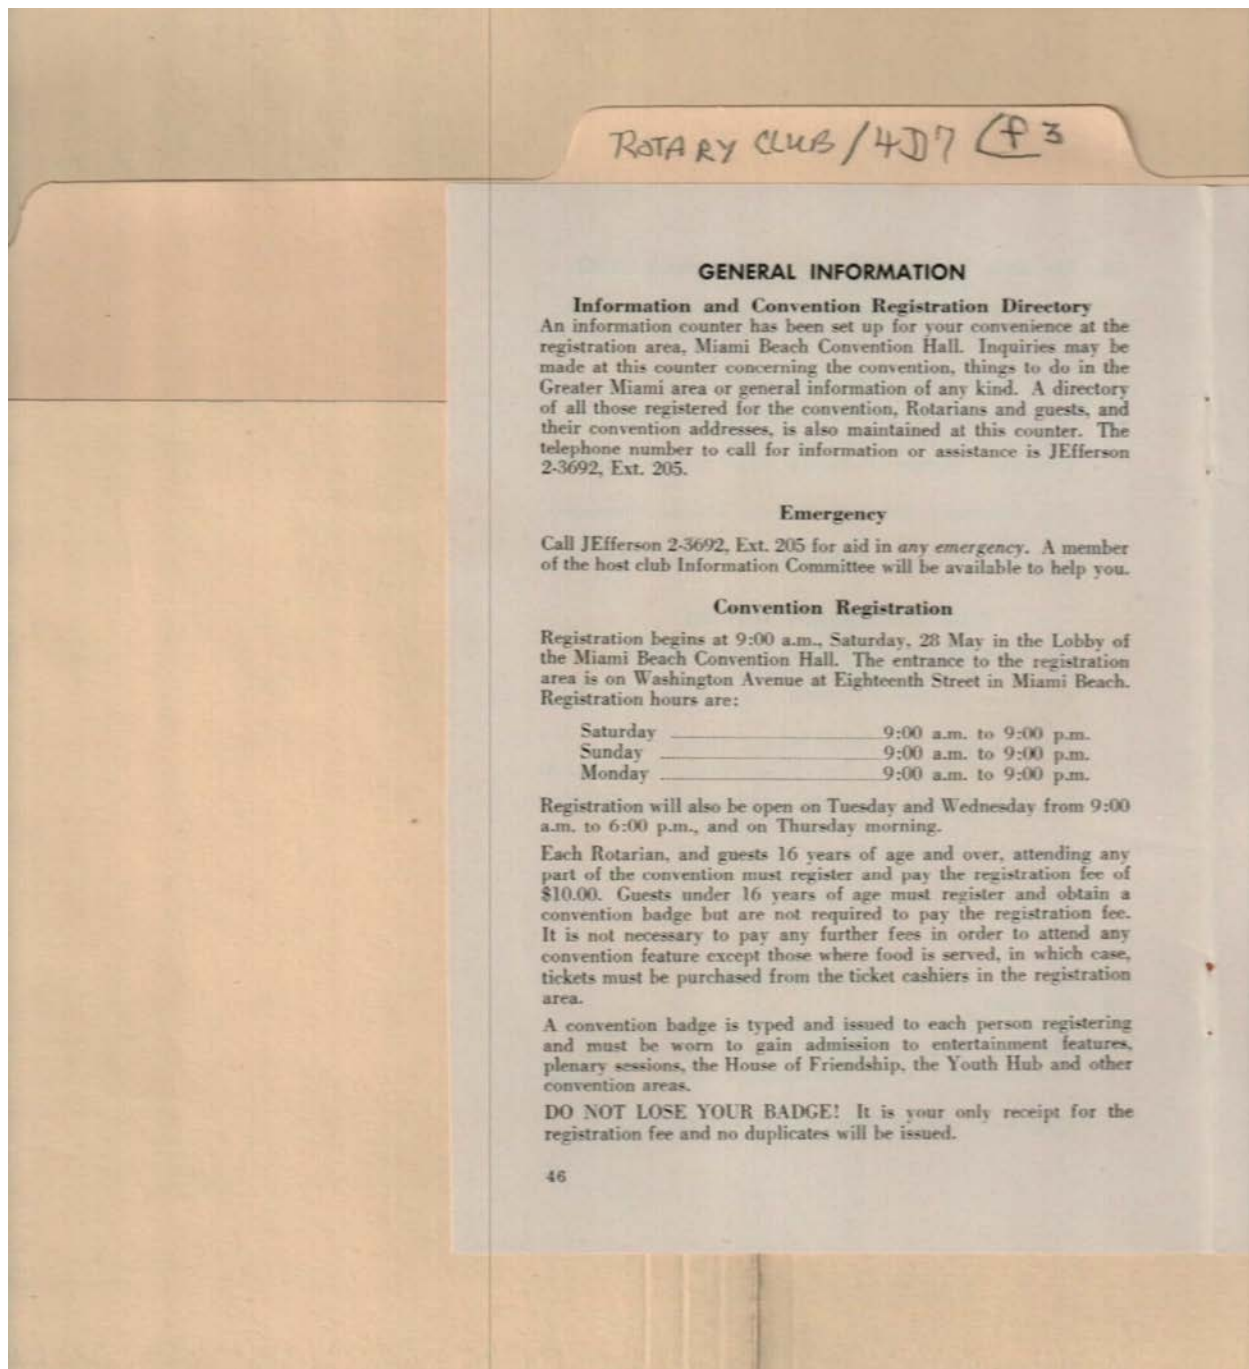 ROTARY CLUB / 4D7 f 3
GENERAL INFORMATION
Information and Convention Registration Directory
An information counter has been set up for your convenience at the
registration area, Miami Beach Convention Hall. Inquiries may be
made at this counter concerning the convention, things to do in the
Greater Miami area or general information of any kind. A directory
of all those registered for the convention, Rotarians and guests, and
their convention addresses, is also maintained at this counter. The
telephone number to call for information or assistance is JEfferson
2-3692, Ext. 205.
Emergency
Call JEfferson 2-3692, Ext. 205 for aid in any emergency. A member
of the host club Information Committee will be available to help you.
Convention Registration
Registration begins at 9:00 a.m., Saturday, 28 May in the Lobby of
the Miami Beach Convention Hall. The entrance to the registration
area is on Washington Avenue at Eighteenth Street in Miami Beach.
Registration hours are:
Saturday 9:00 a.m. to 9:00 p.m.
Sunday 9:00 a.m. to 9:00 p.m.
Monday 9:00 a.m. to 9:00 p.m.
Registration will also be open on Tuesday and Wednesday from 9:00
a.m. to 6:00 p.m., and on Thursday morning.
Each Rotarian, and guests 16 years of age and over, attending any
part of the convention must register and pay the registration fee of
$10.00. Guests under 16 years of age must register and obtain a
convention badge but are not required to pay the registration fee.
It is not necessary to pay any further fees in order to attend any
convention feature except those where food is served, in which case,
tickets must be purchased from the ticket cashiers in the registration
area.
A convention badge is typed and issued to each person registering
and must be worn to gain admission to entertainment features,
plenary sessions, the House of Friendship, the Youth Hub and other
convention areas.
DO NOT LOSE YOUR BADGE! It is your only receipt for the
registration fee and no duplicates will be issued.
46